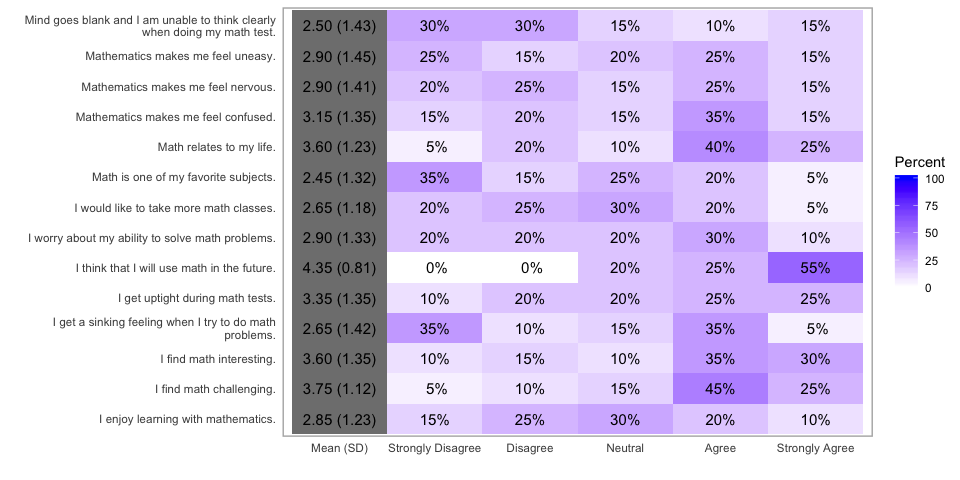 Mind goes blank and I am unable to think clearly
when doing my math test. 2.50 (1.43) 30% 30% 15% 10% 15%
Mathematics makes me feel uneasy. 2.90 (1.45) 25% 15% 20% 25% 15%
Mathematics makes me feel nervous. 2.90 (1.41) 20% 25% 15% 25% 15%
Mathematics makes me feel confused. 3.15 (1.35) 15% 20% 15% 35% 15%
Math relates to my life. 3.60 (1.23) 5% 20% 10% 40% 25%
Math is one of my favorite subjects. 2.45 (1.32) 35% 15% 25% 20% 5%
I would like to take more math classes. 2.65 (1.18) 20% 25% 30% 20% 5%
I worry about my ability to solve math problems. 2.90 (1.33) 20% 20% 20% 30% 10%
I think that I will use math in the future. 4.35 (0.81) 0% 0% 20% 25% 55%
I get uptight during math tests. 3.35 (1.35) 10% 20% 20% 25% 25%
I get a sinking feeling when I try to do math
problems. 2.65 (1.42) 35% 10% 15% 35% 5%
I find math interesting. 3.60 (1.35) 10% 15% 10% 35% 30%
I find math challenging. 3.75 (1.12) 5% 10% 15% 45% 25%
I enjoy learning with mathematics. 2.85 (1.23) 15% 25% 30% 20% 10%
Mean (SD) Strongly Disagree Disagree Neutral Agree Strongly Agree
Percent
100
75
50
25
0